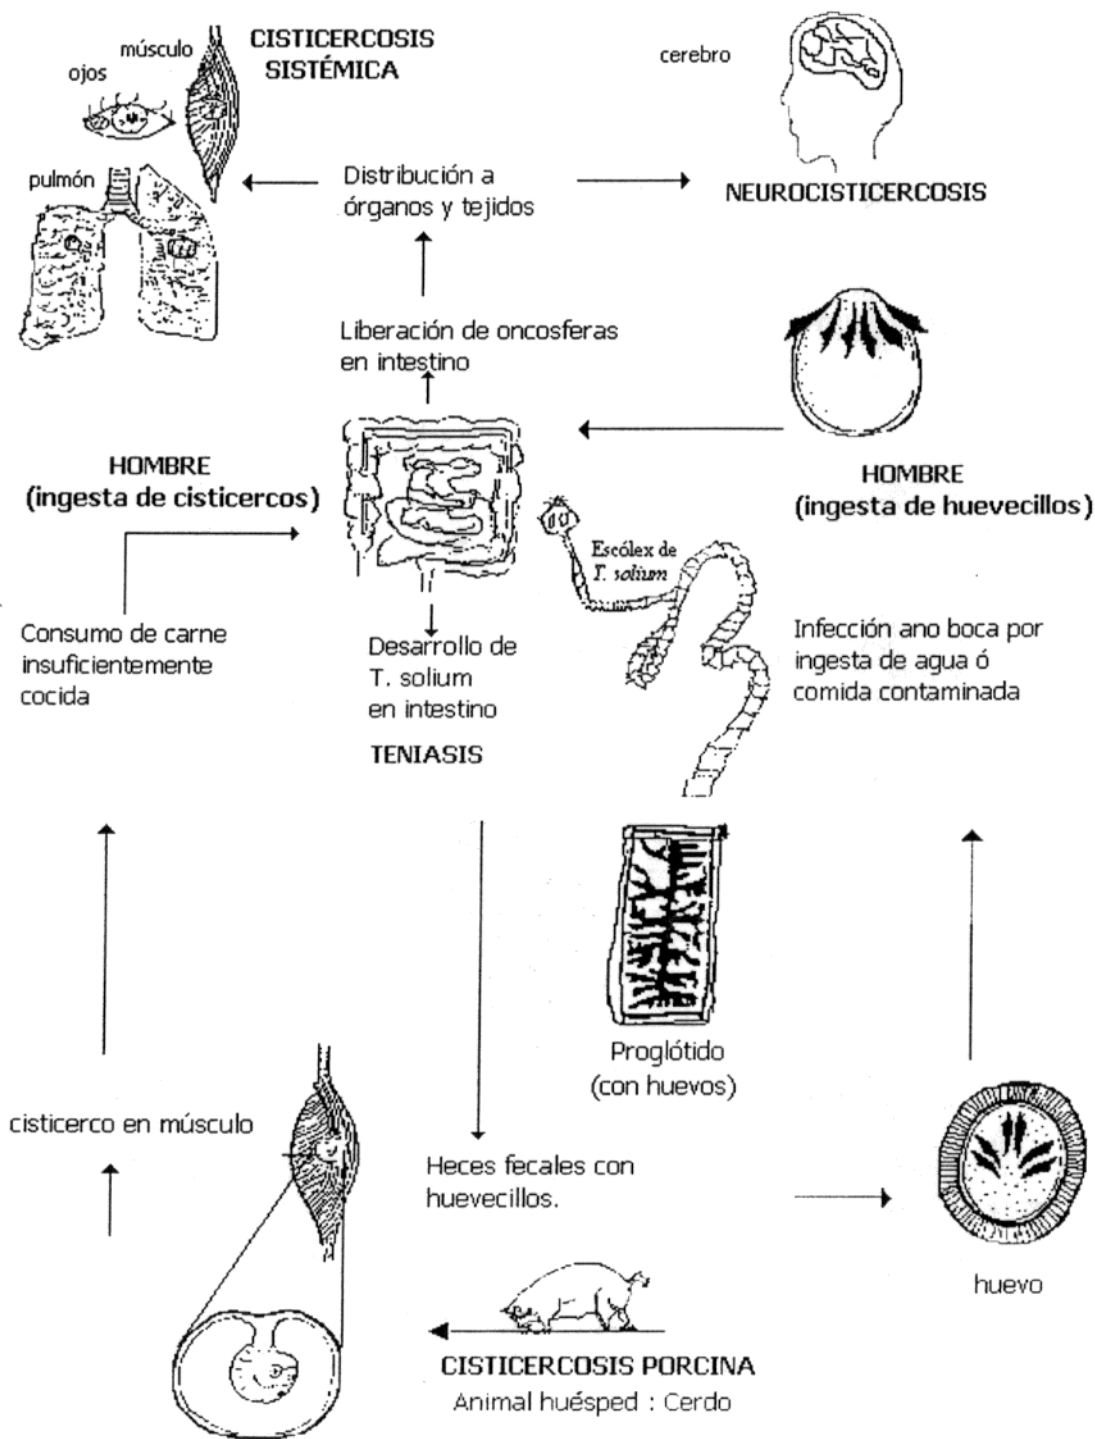 músculo
ojos
pulmón
CISTICERCOSIS
SISTÉMICA
cerebro
NEUROCISTICERCOSIS
Distribución a
órganos y tejidos
Liberación de oncosferas
en intestino
HOMBRE
(ingesta de cisticercos)
HOMBRE
(ingesta de huevecillos)
Escólex de
T. solium
Consumo de carne
insuficientemente
cocida
Desarrollo de
T. solium
en intestino
TENIASIS
Infección ano boca por
ingesta de agua ó
comida contaminada
Proglótido
(con huevos)
cisticerco en músculo
Heces fecales con
huevecillos.
huevo
CISTICERCOSIS PORCINA
Animal huésped : Cerdo